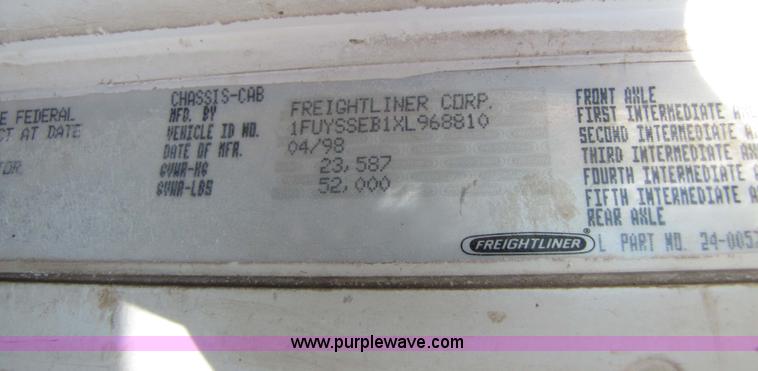 E FEDERAL
CT AT DATE
TOR
CHASSIS-CAB
MFD. BY FREIGHTLINER CORP.
VEHICLE ID NO. 1FUYSSEB1XL968810
DATE OF MFR. 04/98
GVWR-KG 23,587
GVWR-LBS 52,000
FRONT AXLE
FIRST INTERMEDIATE A
SECOND INTERMEDIATE A
THIRD INTERMEDIATE AX
FOURTH INTERMEDIATE A
FIFTH INTERMEDIATE A
REAR AXLE
FREIGHTLINER® L PART NO. 24-0052
www.purplewave.com